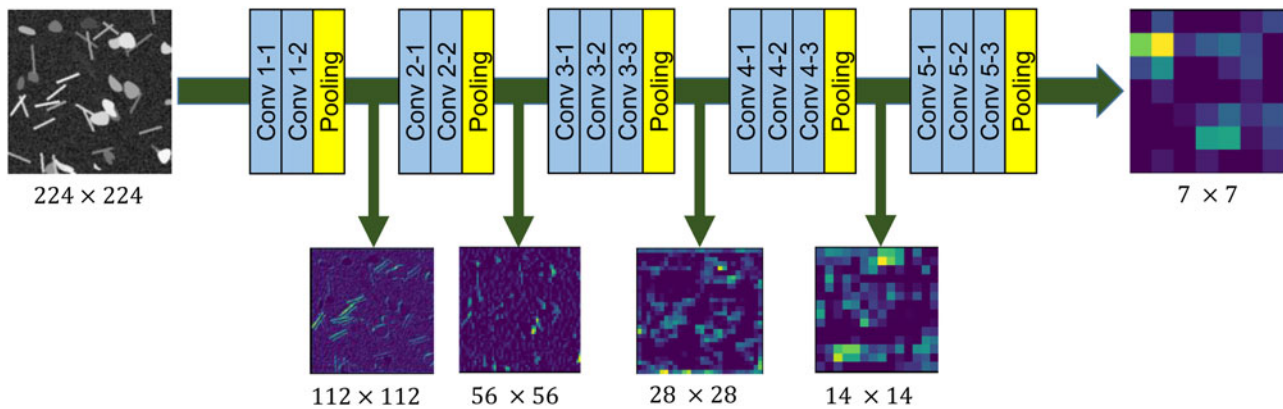 Conv 1-1
Conv 1-2
Pooling
Conv 2-1
Conv 2-2
Pooling
Conv 3-1
Conv 3-2
Conv 3-3
Pooling
Conv 4-1
Conv 4-2
Conv 4-3
Pooling
Conv 5-1
Conv 5-2
Conv 5-3
Pooling
224 × 224
7 × 7
112 × 112
56 × 56
28 × 28
14 × 14